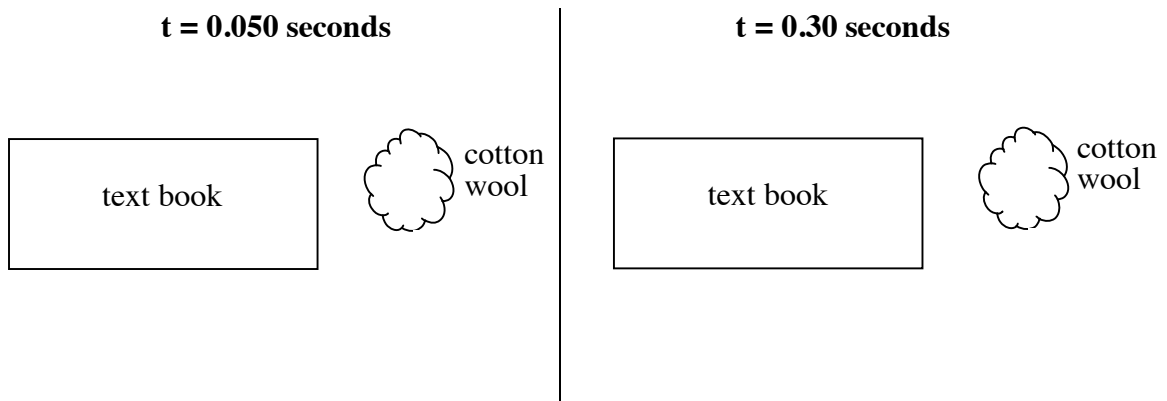 t = 0.050 seconds
text book
cotton
wool
t = 0.30 seconds
text book
cotton
wool